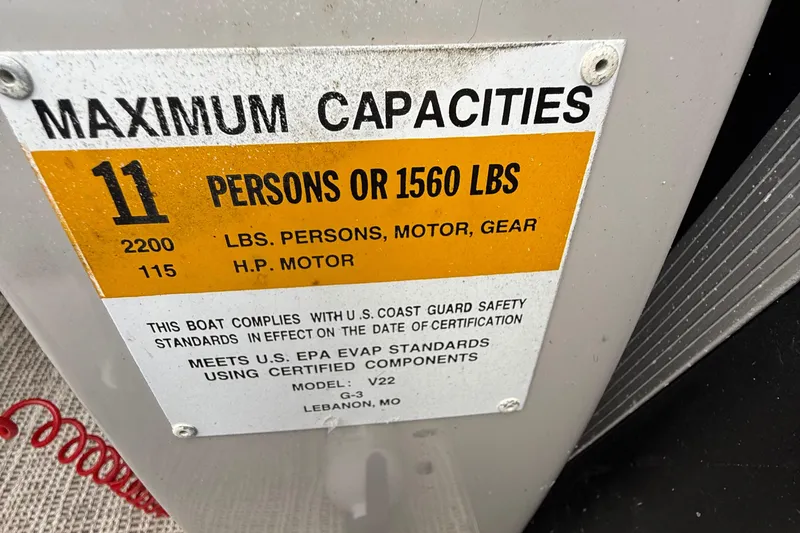 MAXIMUM CAPACITIES
11 PERSONS OR 1560 LBS
2200 LBS. PERSONS, MOTOR, GEAR
115 H.P. MOTOR
THIS BOAT COMPLIES WITH U.S. COAST GUARD SAFETY
STANDARDS IN EFFECT ON THE DATE OF CERTIFICATION
MEETS U.S. EPA EVAP STANDARDS
USING CERTIFIED COMPONENTS
MODEL: V22
G-3
LEBANON, MO